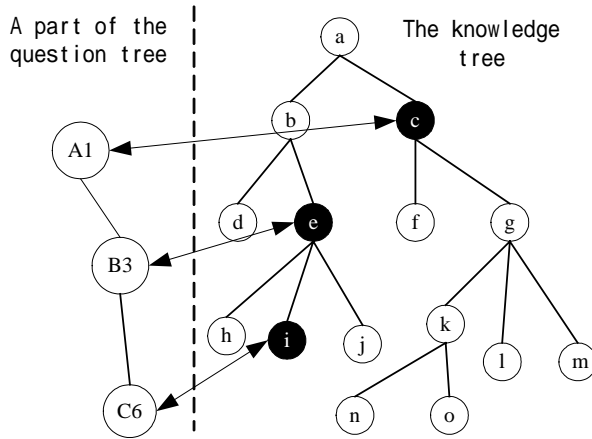 A part of the
question tree
The knowledge
tree
a
b
c
A1
d
e
f
g
B3
h
i
j
k
l
m
C6
n
o